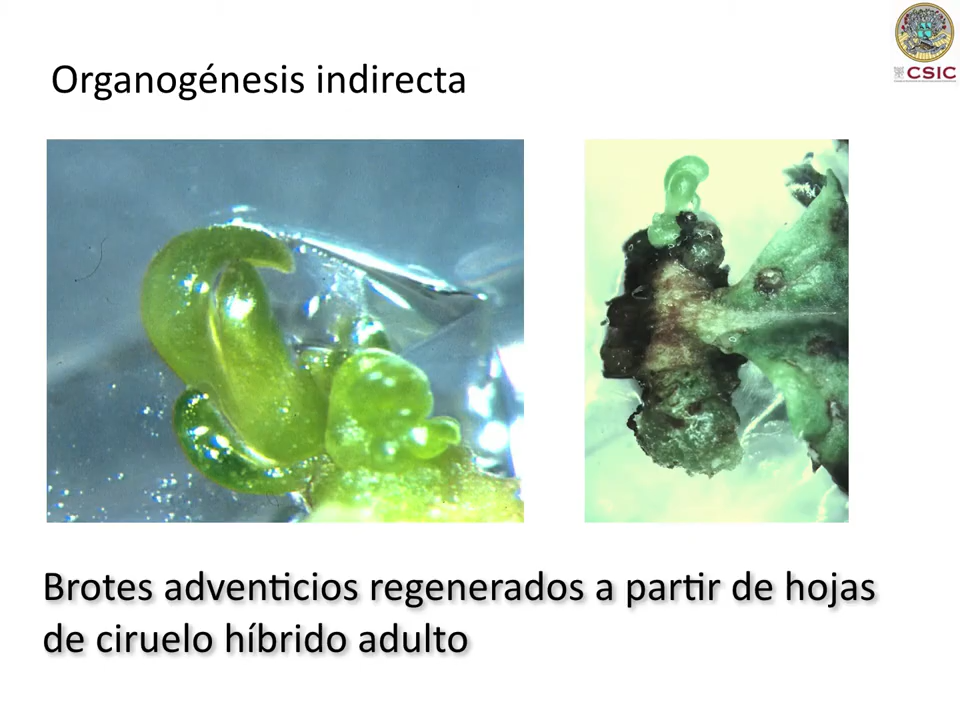 Organogénesis indirecta
CSIC
Brotes adventicios regenerados a partir de hojas
de ciruelo híbrido adulto